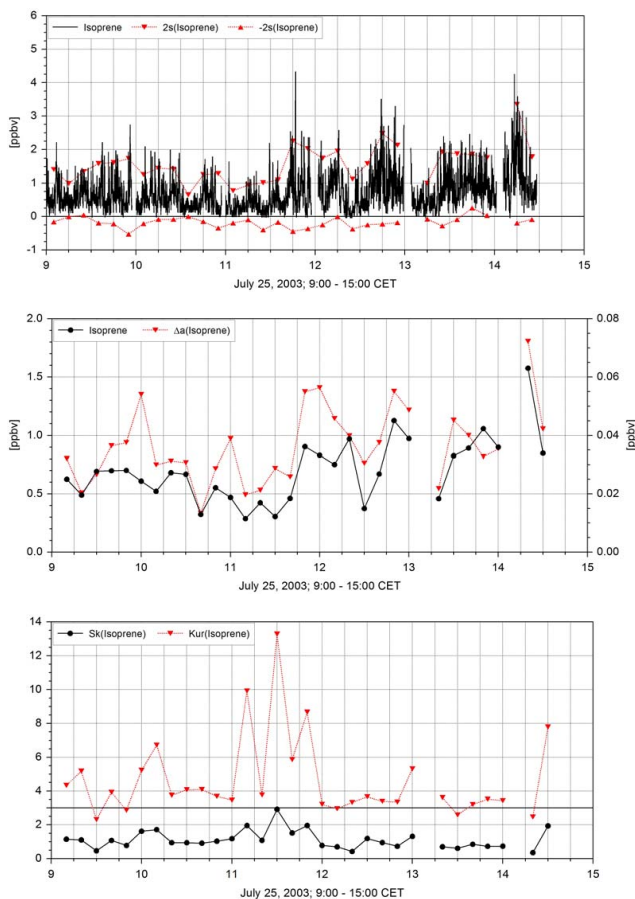 Isoprene 2s(Isoprene) -2s(Isoprene)
6
5
4
3
2
1
0
-1
[ppbv]
9 10 11 12 13 14 15
July 25, 2003; 9:00 - 15:00 CET
Isoprene Δa(Isoprene)
2.0 0.08
1.5 0.06
1.0 0.04
0.5 0.02
0.0 0.00
[ppbv] [ppbv]
9 10 11 12 13 14 15
July 25, 2003; 9:00 - 15:00 CET
Sk(Isoprene) Kur(Isoprene)
14
12
10
8
6
4
2
0
9 10 11 12 13 14 15
July 25, 2003; 9:00 - 15:00 CET